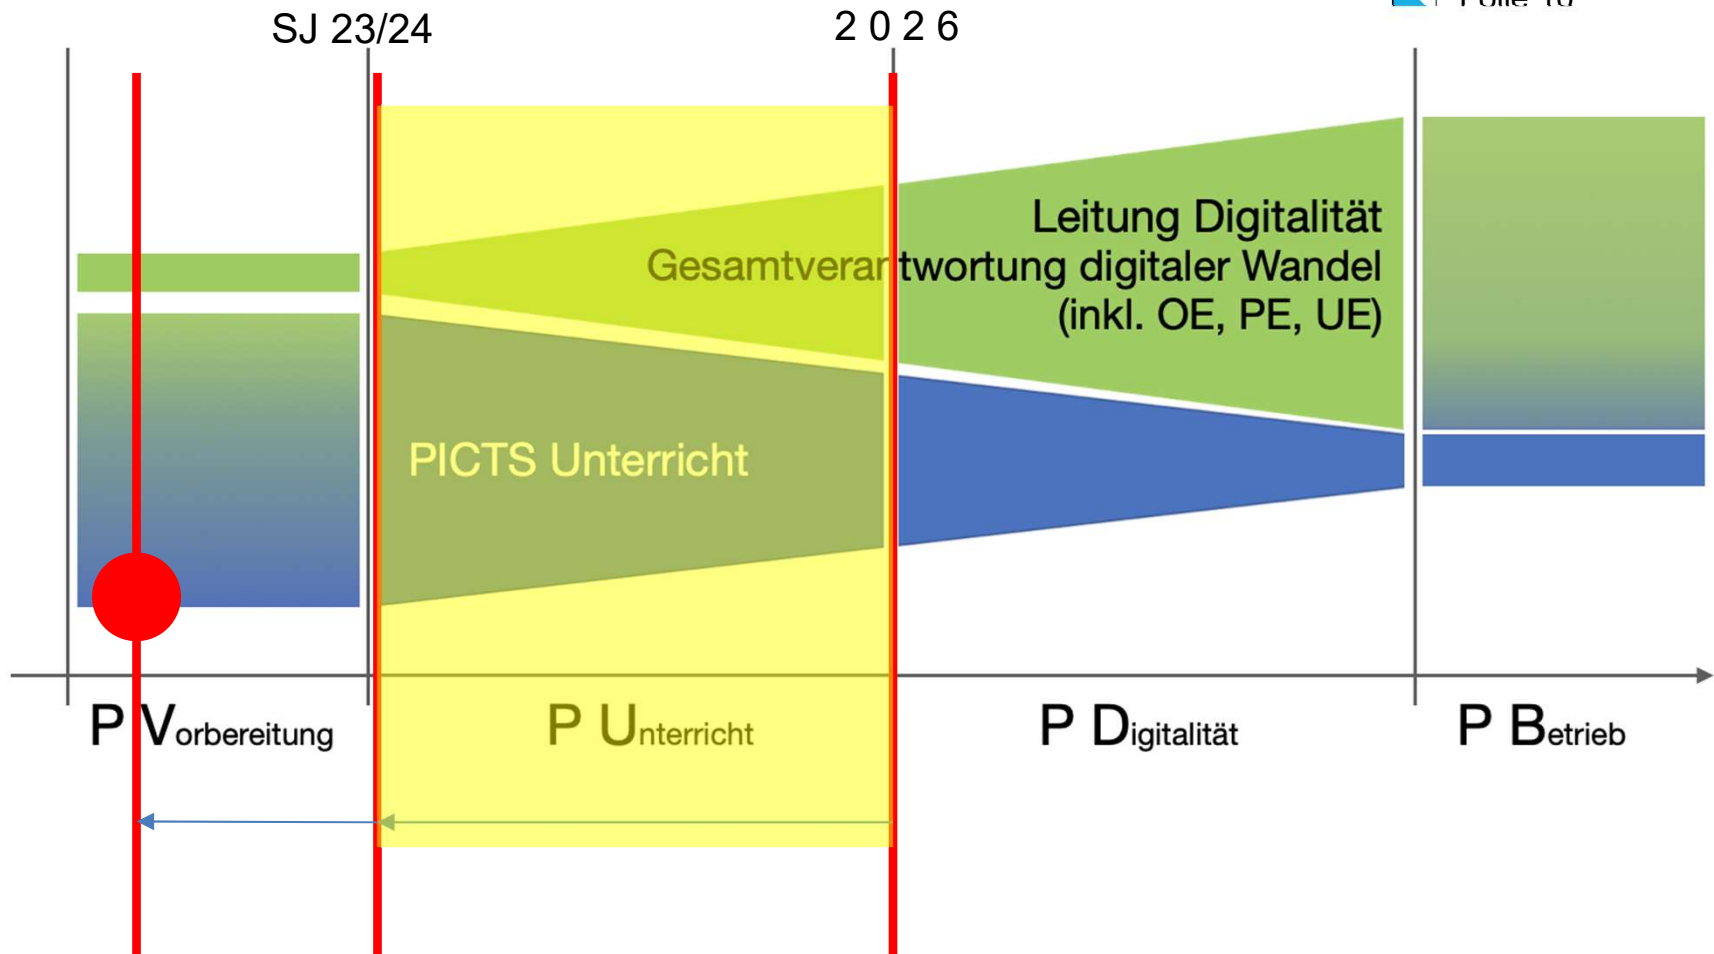 SJ 23/24
2 0 2 6
Leitung Digitalität
Gesamtverantwortung digitaler Wandel
(inkl. OE, PE, UE)
PICTS Unterricht
P Vorbereitung
P Unterricht
P Digitalität
P Betrieb